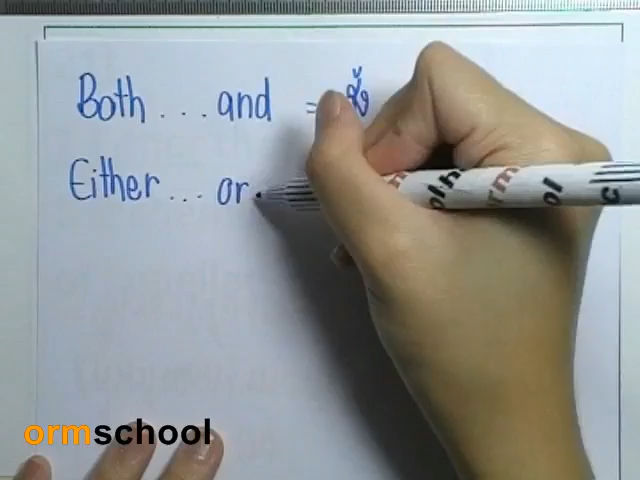 Both ... and =
Either ... or
ormschool